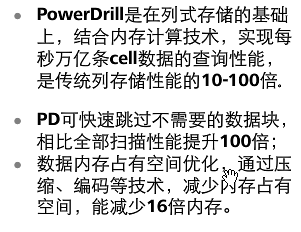 PowerDrill是在列式存储的基础
上，结合内存计算技术，实现每
秒万亿条cell数据的查询性能，
是传统列存储性能的10-100倍.
PD可快速跳过不需要的数据块，
相比全部扫描性能提升100倍；
数据内存占有空间优化，通过压
缩、编码等技术，减少内存占有
空间，能减少16倍内存。